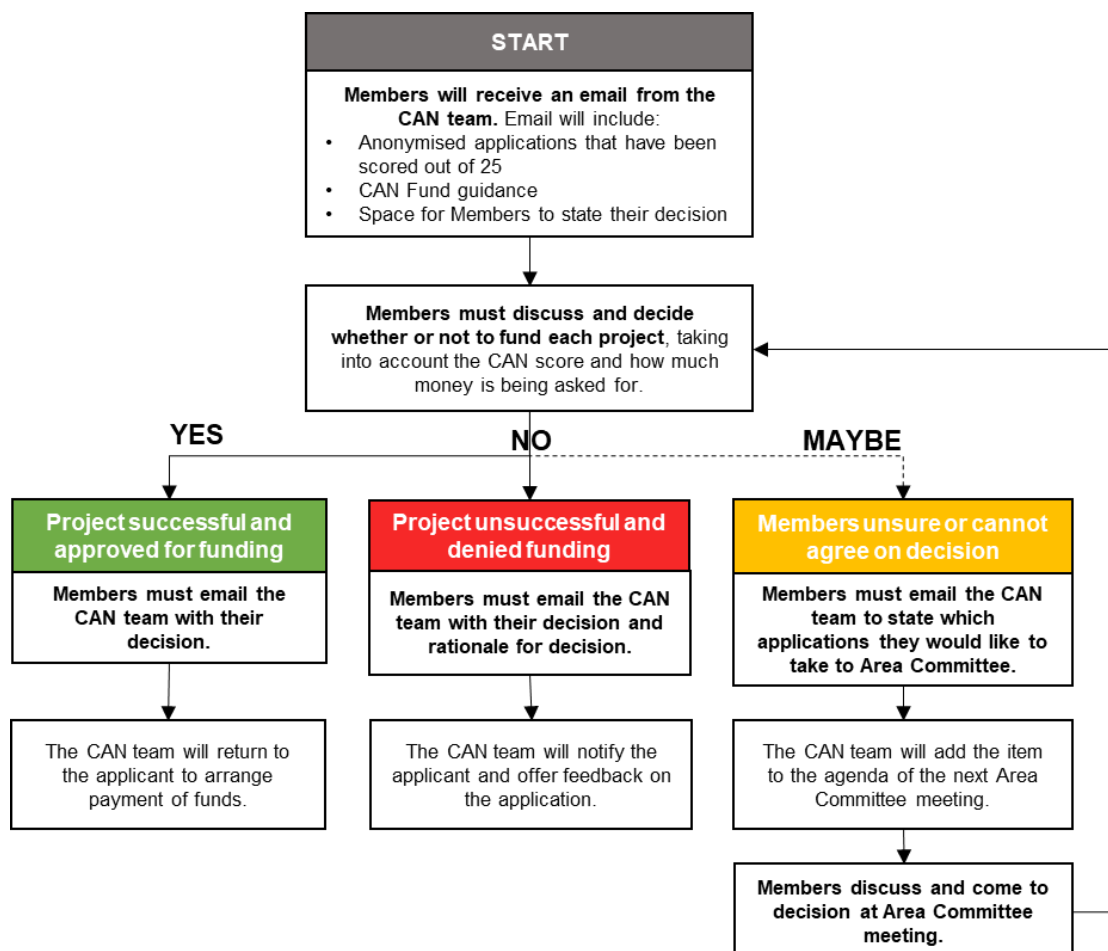 START
Members will receive an email from the
CAN team. Email will include:
• Anonymised applications that have been
scored out of 25
• CAN Fund guidance
• Space for Members to state their decision
Members must discuss and decide
whether or not to fund each project, taking
into account the CAN score and how much
money is being asked for.
YES
NO
MAYBE
Project successful and
approved for funding
Members must email the
CAN team with their
decision.
The CAN team will return to
the applicant to arrange
payment of funds.
Project unsuccessful and
denied funding
Members must email the CAN
team with their decision and
rationale for decision.
The CAN team will notify the
applicant and offer feedback on
the application.
Members unsure or cannot
agree on decision
Members must email the CAN
team to state which
applications they would like to
take to Area Committee.
The CAN team will add the item
to the agenda of the next Area
Committee meeting.
Members discuss and come to
decision at Area Committee
meeting.